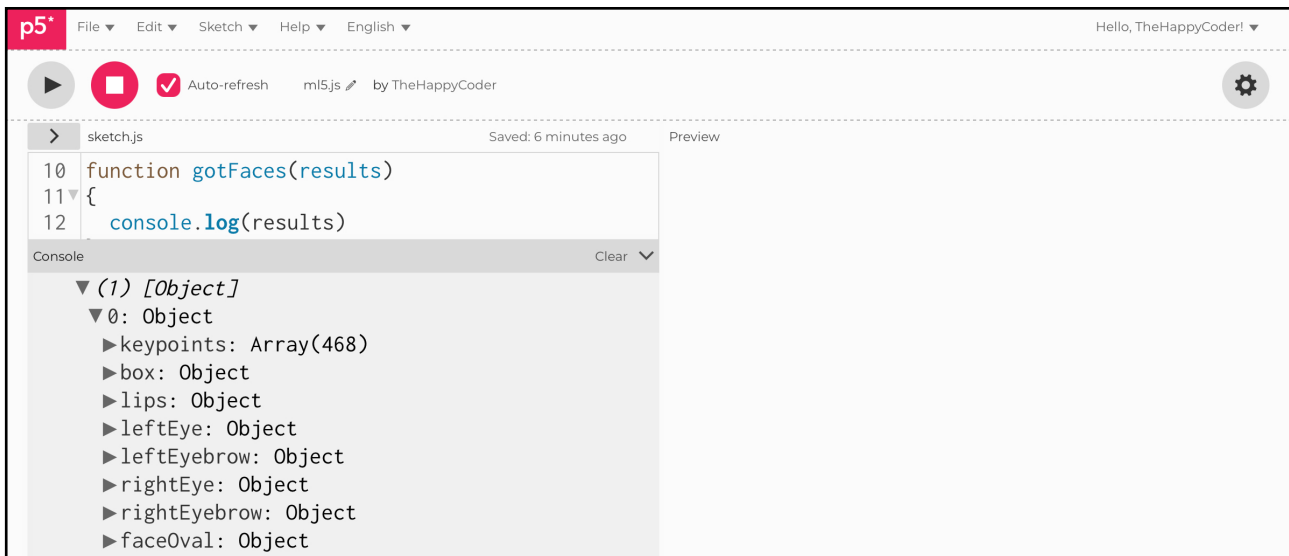 p5* File Edit Sketch Help English Hello, TheHappyCoder!
Auto-refresh ml5.js by TheHappyCoder
> sketch.js Saved: 6 minutes ago Preview
10 function gotFaces(results)
11 {
12 console.log(results)
Console Clear
(1) [Object]
0: Object
keypoints: Array(468)
box: Object
lips: Object
leftEye: Object
leftEyebrow: Object
rightEye: Object
rightEyebrow: Object
faceOval: Object